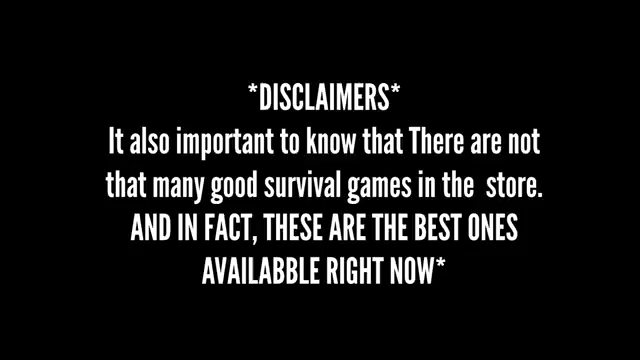 *DISCLAIMERS*
It also important to know that There are not
that many good survival games in the store.
AND IN FACT, THESE ARE THE BEST ONES
AVAILABBLE RIGHT NOW*